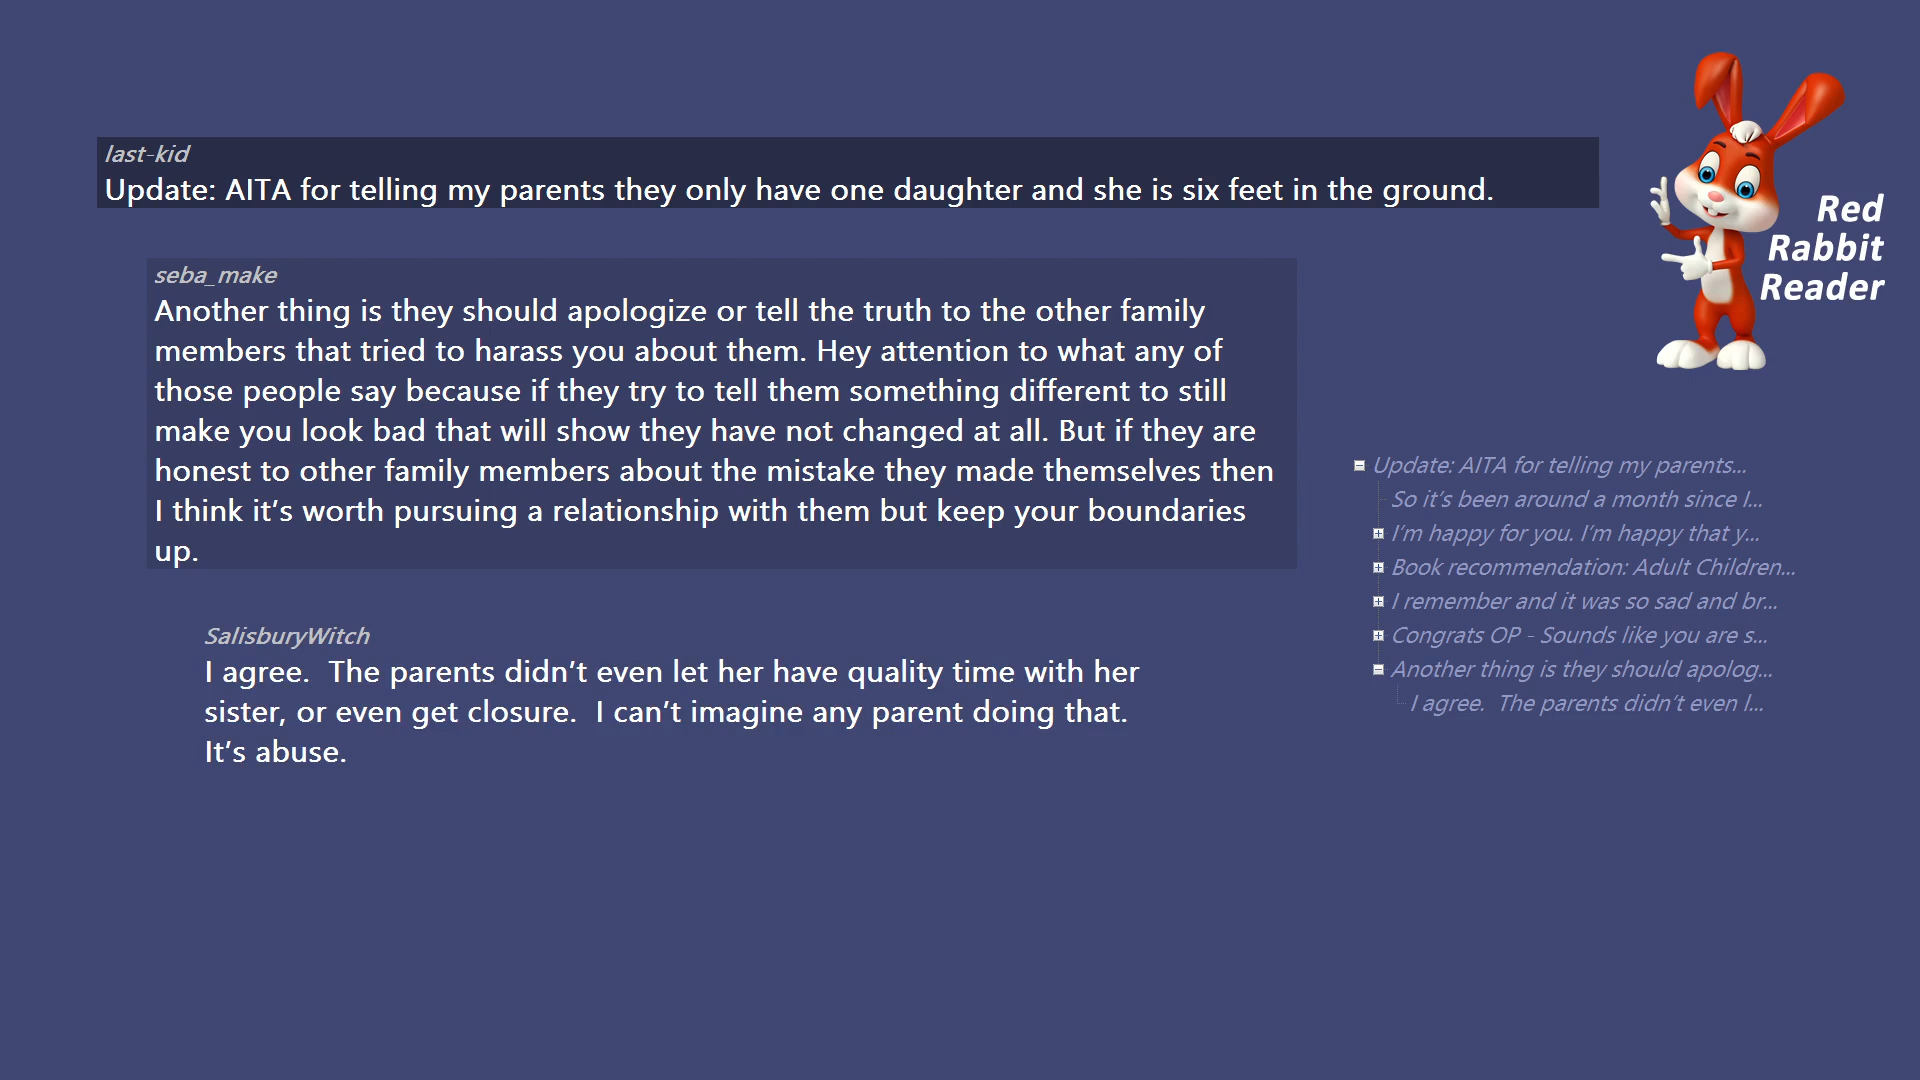 last-kid
Update: AITA for telling my parents they only have one daughter and she is six feet in the ground.
seba_make
Another thing is they should apologize or tell the truth to the other family
members that tried to harass you about them. Hey attention to what any of
those people say because if they try to tell them something different to still
make you look bad that will show they have not changed at all. But if they are
honest to other family members about the mistake they made themselves then
I think it’s worth pursuing a relationship with them but keep your boundaries
up.
SalisburyWitch
I agree.  The parents didn’t even let her have quality time with her
sister, or even get closure.  I can’t imagine any parent doing that.
It’s abuse.
Red
Rabbit
Reader
Update: AITA for telling my parents...
So it’s been around a month since I...
I’m happy for you. I’m happy that y...
Book recommendation: Adult Children...
I remember and it was so sad and br...
Congrats OP - Sounds like you are s...
Another thing is they should apolog...
I agree.  The parents didn’t even l...